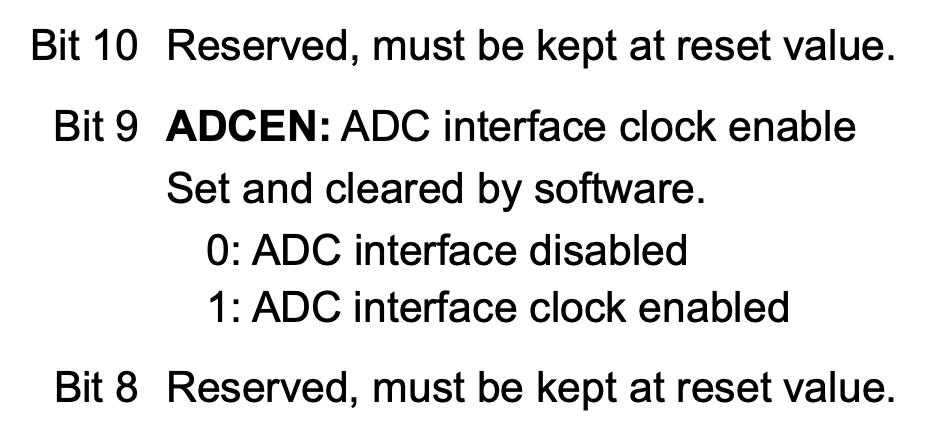 Bit 10 Reserved, must be kept at reset value.
Bit 9 ADCEN: ADC interface clock enable
Set and cleared by software.
0: ADC interface disabled
1: ADC interface clock enabled
Bit 8 Reserved, must be kept at reset value.